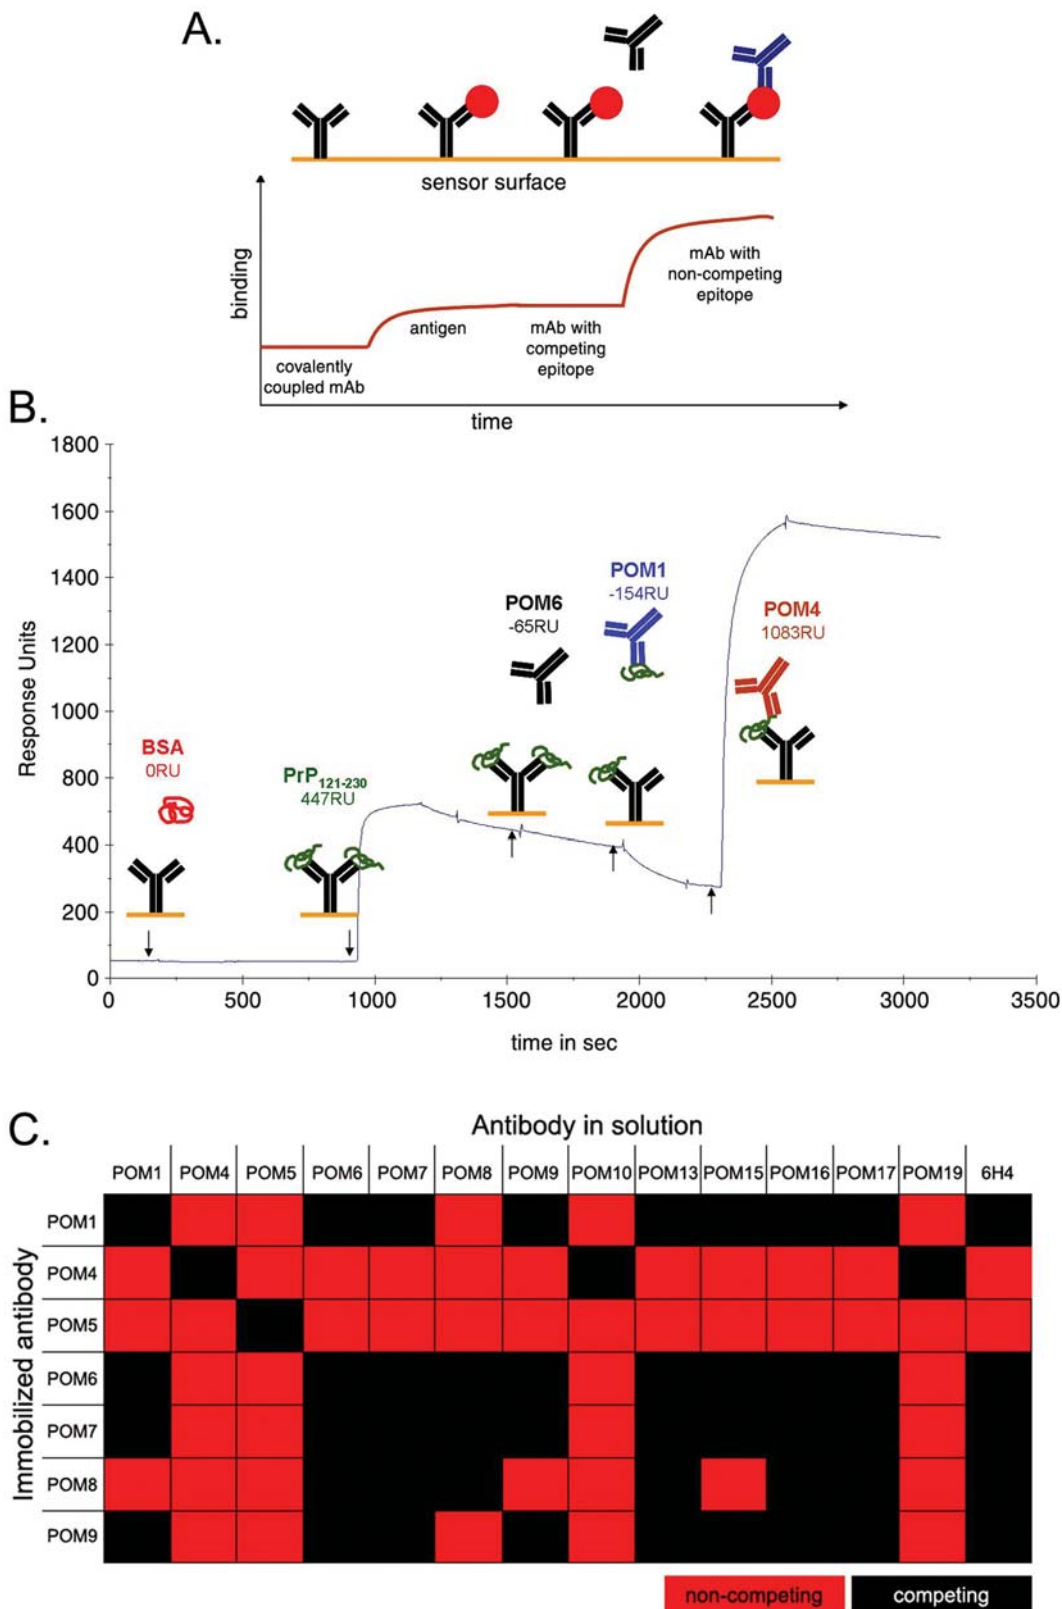 A.
sensor surface
binding
covalently
coupled mAb
antigen
mAb with
competing
epitope
mAb with
non-competing
epitope
time
B.
Response Units
1800
1600
1400
1200
1000
800
600
400
200
0
BSA
0RU
PrP121-230
447RU
POM6
-65RU
POM1
-154RU
POM4
1083RU
0 500 1000 1500 2000 2500 3000 3500
time in sec
C.
Antibody in solution
POM1 POM4 POM5 POM6 POM7 POM8 POM9 POM10 POM13 POM15 POM16 POM17 POM19 6H4
Immobilized antibody
POM1
POM4
POM5
POM6
POM7
POM8
POM9
non-competing competing